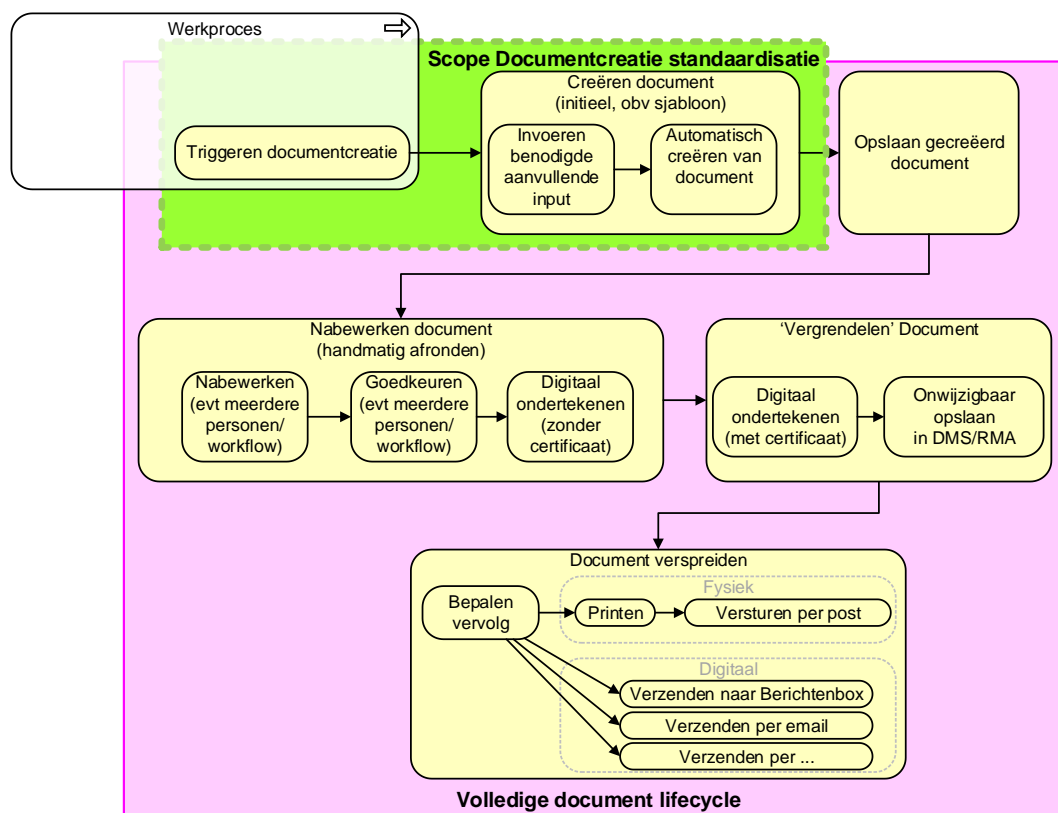 Werkproces
Scope Documentcreatie standaardisatie
Triggeren documentcreatie
Creëren document
(initieel, obv sjabloon)
Invoeren
benodigde
aanvullende
input
Automatisch
creëren van
document
Opslaan gecreëerd
document
Nabewerken document
(handmatig afronden)
Nabewerken
(evt meerdere
personen/
workflow)
Goedkeuren
(evt meerdere
personen/
workflow)
Digitaal
ondertekenen
(zonder
certificaat)
‘Vergrendelen’ Document
Digitaal
ondertekenen
(met certificaat)
Onwijzigbaar
opslaan
in DMS/RMA
Document verspreiden
Bepalen
vervolg
Fysiek
Printen
Versturen per post
Digitaal
Verzenden naar Berichtenbox
Verzenden per email
Verzenden per ...
Volledige document lifecycle